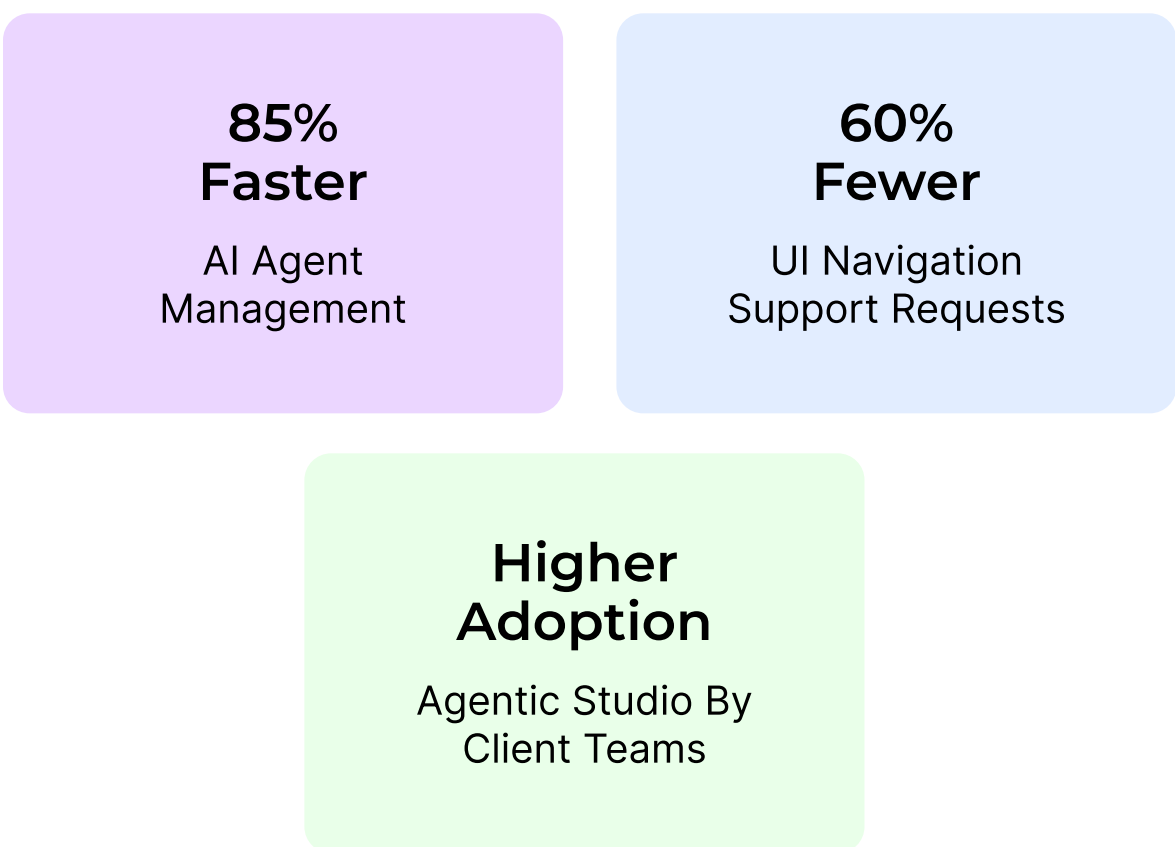 85%
Faster
AI Agent
Management
60%
Fewer
UI Navigation
Support Requests
Higher
Adoption
Agentic Studio By
Client Teams